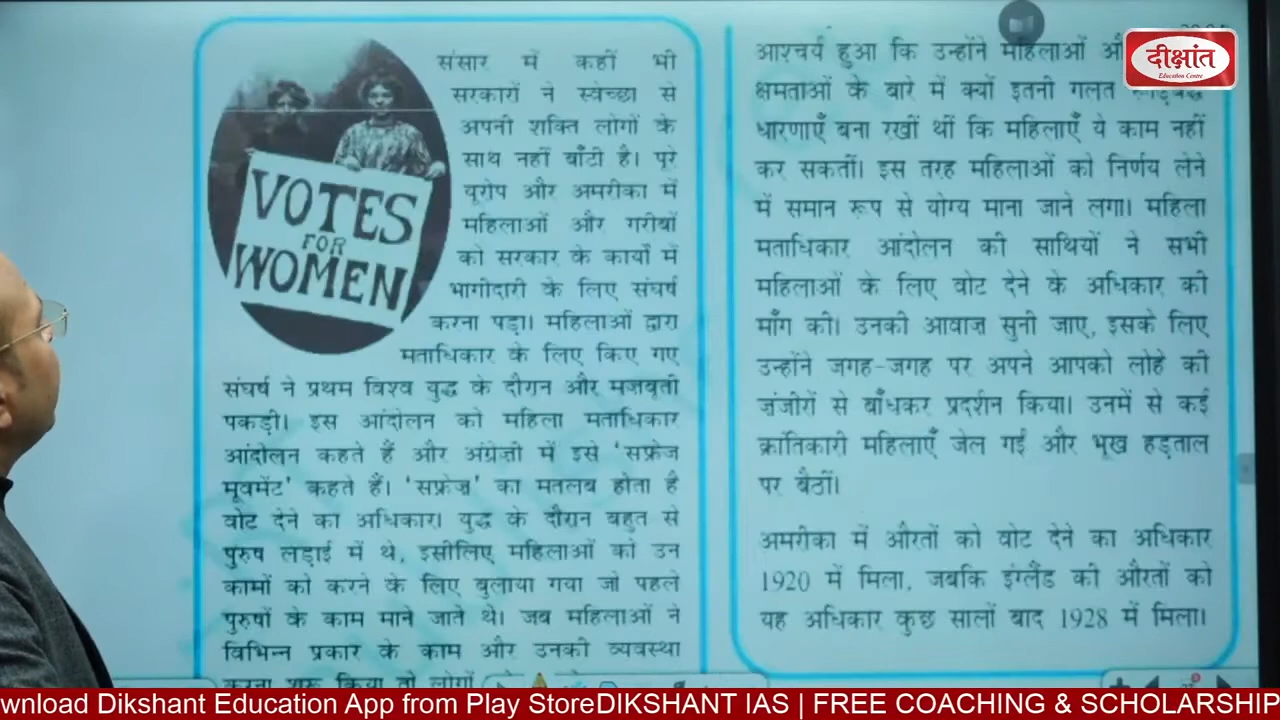 VOTES
FOR
WOMEN
संसार में कहीं भी
सरकारों ने स्वेच्छा से
अपनी शक्ति लोगों के
साथ नहीं बाँटी है। पूरे
यूरोप और अमरीका में
महिलाओं और गरीबों
को सरकार के कार्यों में
भागीदारी के लिए संघर्ष
करना पड़ा। महिलाओं द्वारा
मताधिकार के लिए किए गए
संघर्ष ने प्रथम विश्व युद्ध के दौरान और मजबूती
पकड़ी। इस आंदोलन को महिला मताधिकार
आंदोलन कहते हैं और अंग्रेज़ी में इसे ‘सफ्रेज
मूवमेंट’ कहते हैं। ‘सफ्रेज’ का मतलब होता है
वोट देने का अधिकार। युद्ध के दौरान बहुत से
पुरुष लड़ाई में थे, इसीलिए महिलाओं को उन
कामों को करने के लिए बुलाया गया जो पहले
पुरुषों के काम माने जाते थे। जब महिलाओं ने
विभिन्न प्रकार के काम और उनकी व्यवस्था
करना शुरू किया तो लोगों
आश्चर्य हुआ कि उन्होंने महिलाओं
क्षमताओं के बारे में क्यों इतनी गलत
धारणाएँ बना रखीं थीं कि महिलाएँ ये काम नहीं
कर सकतीं। इस तरह महिलाओं को निर्णय लेने
में समान रूप से योग्य माना जाने लगा। महिला
मताधिकार आंदोलन की साथियों ने सभी
महिलाओं के लिए वोट देने के अधिकार की
माँग की। उनकी आवाज़ सुनी जाए, इसके लिए
उन्होंने जगह-जगह पर अपने आपको लोहे की
ज़ंजीरों से बाँधकर प्रदर्शन किया। उनमें से कई
क्रांतिकारी महिलाएँ जेल गईं और भूख हड़ताल
पर बैठीं।
अमरीका में औरतों को वोट देने का अधिकार
1920 में मिला, जबकि इंग्लैंड की औरतों को
यह अधिकार कुछ सालों बाद 1928 में मिला।
दीक्षांत
Education Centre
wnload Dikshant Education App from Play StoreDIKSHANT IAS | FREE COACHING & SCHOLARSHIP